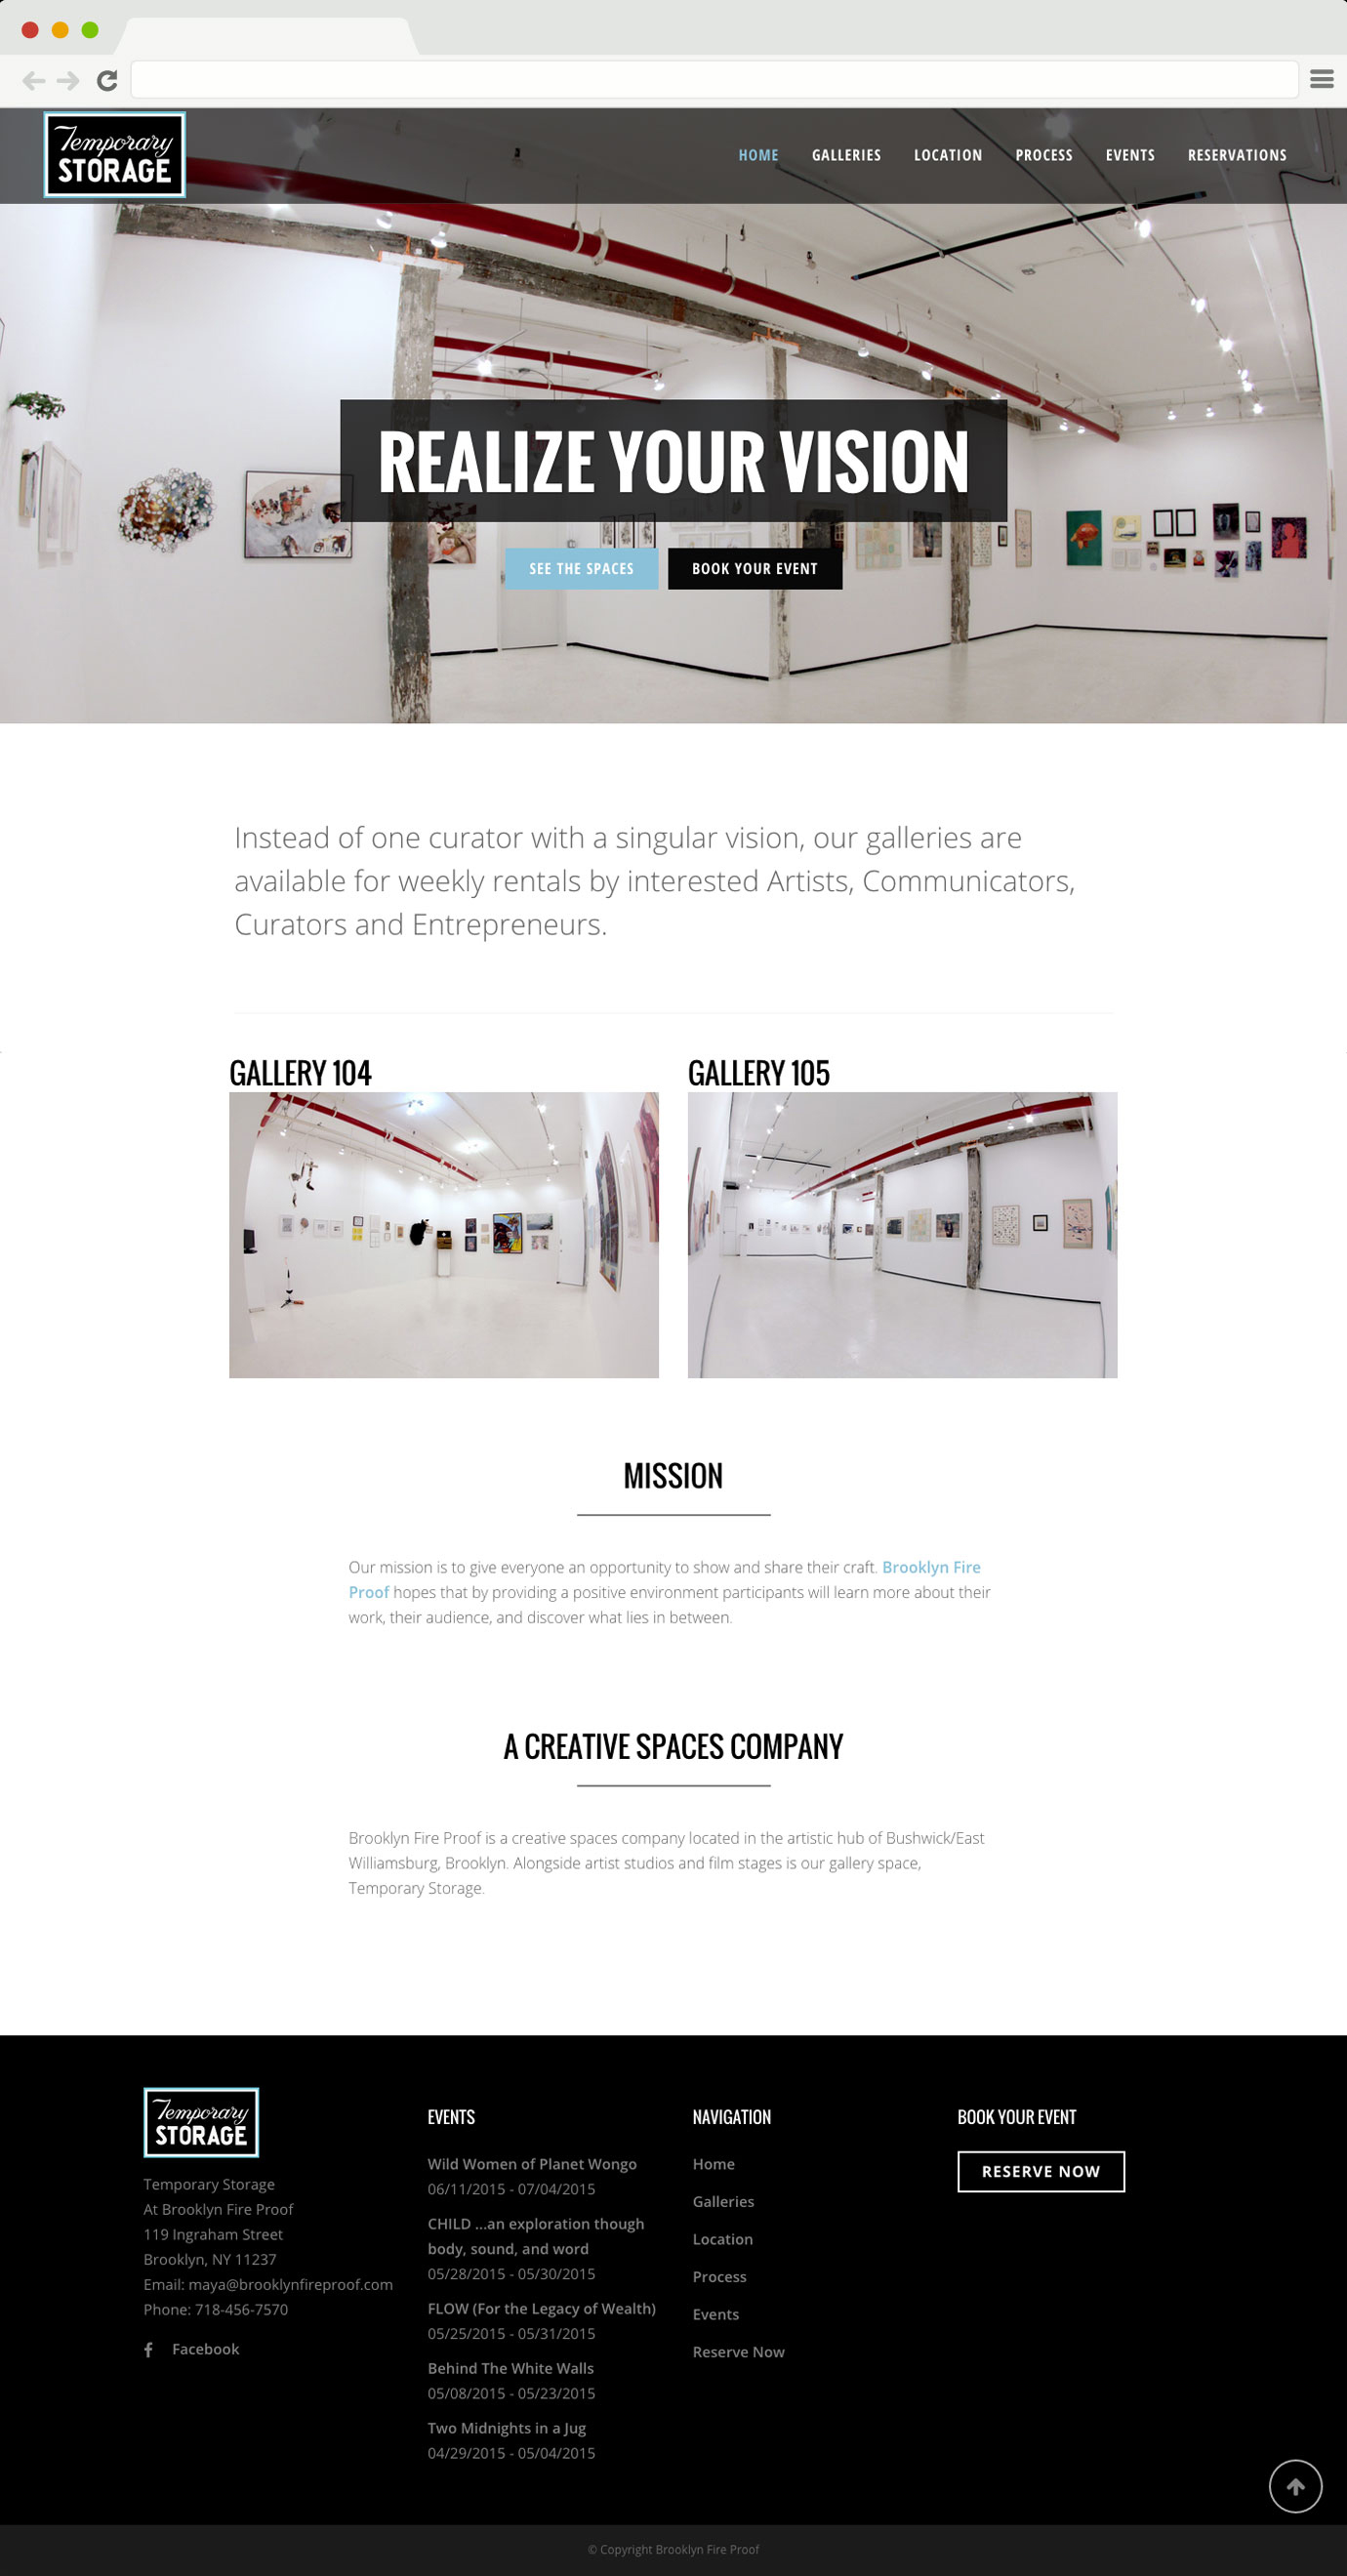 Temporary
STORAGE
HOME GALLERIES LOCATION PROCESS EVENTS RESERVATIONS
REALIZE YOUR VISION
SEE THE SPACES BOOK YOUR EVENT
Instead of one curator with a singular vision, our galleries are
available for weekly rentals by interested Artists, Communicators,
Curators and Entrepreneurs.
GALLERY 104
GALLERY 105
MISSION
Our mission is to give everyone an opportunity to show and share their craft. Brooklyn Fire
Proof hopes that by providing a positive environment participants will learn more about their
work, their audience, and discover what lies in between.
A CREATIVE SPACES COMPANY
Brooklyn Fire Proof is a creative spaces company located in the artistic hub of Bushwick/East
Williamsburg, Brooklyn. Alongside artist studios and film stages is our gallery space,
Temporary Storage.
Temporary
STORAGE
Temporary Storage
At Brooklyn Fire Proof
119 Ingraham Street
Brooklyn, NY 11237
Email: maya@brooklynfireproof.com
Phone: 718-456-7570
Facebook
EVENTS
Wild Women of Planet Wongo
06/11/2015 - 07/04/2015
CHILD ...an exploration though
body, sound, and word
05/28/2015 - 05/30/2015
FLOW (For the Legacy of Wealth)
05/25/2015 - 05/31/2015
Behind The White Walls
05/08/2015 - 05/23/2015
Two Midnights in a Jug
04/29/2015 - 05/04/2015
NAVIGATION
Home
Galleries
Location
Process
Events
Reserve Now
BOOK YOUR EVENT
RESERVE NOW
© Copyright Brooklyn Fire Proof